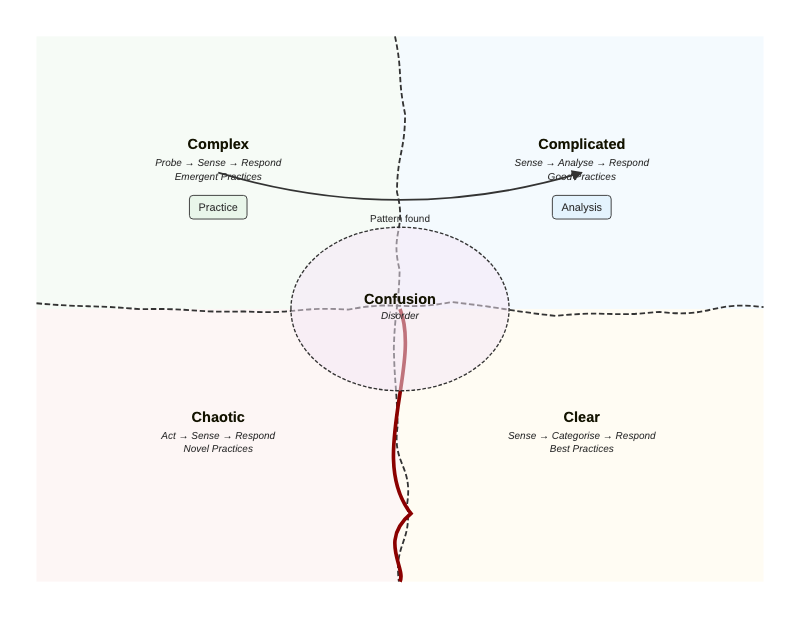 Complex
Probe → Sense → Respond
Emergent Practices
Practice
Complicated
Sense → Analyse → Respond
Good Practices
Analysis
Pattern found
Confusion
Disorder
Chaotic
Act → Sense → Respond
Novel Practices
Clear
Sense → Categorise → Respond
Best Practices